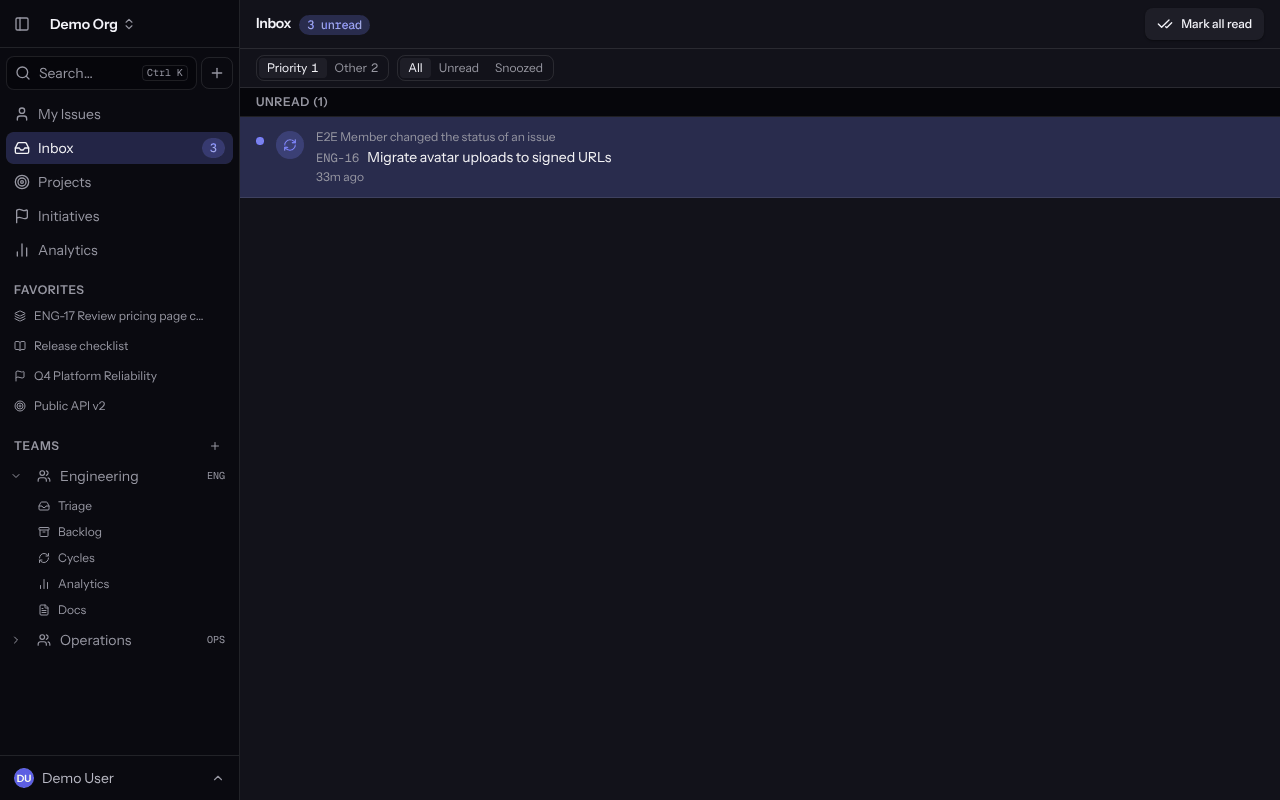 Demo Org
Search...
Ctrl K
My Issues
Inbox
3
Projects
Initiatives
Analytics
FAVORITES
ENG-17 Review pricing page c...
Release checklist
Q4 Platform Reliability
Public API v2
TEAMS
Engineering
ENG
Triage
Backlog
Cycles
Analytics
Docs
Operations
OPS
DU
Demo User
Inbox
3 unread
Mark all read
Priority 1
Other 2
All
Unread
Snoozed
UNREAD (1)
E2E Member changed the status of an issue
ENG-16 Migrate avatar uploads to signed URLs
33m ago